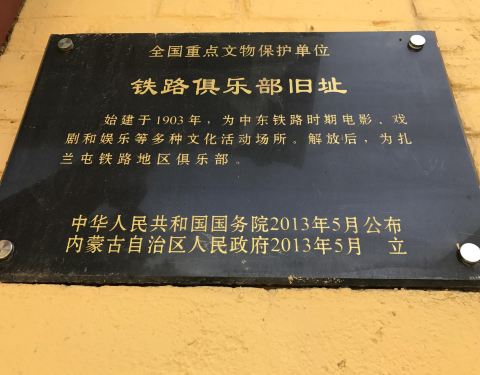 全国重点文物保护单位
铁路俱乐部旧址
始建于1903年，为中东铁路时期电影、戏
剧和娱乐等多种文化活动场所。解放后，为扎
兰屯铁路地区俱乐部。
中华人民共和国国务院2013年5月公布
内蒙古自治区人民政府2013年5月 立